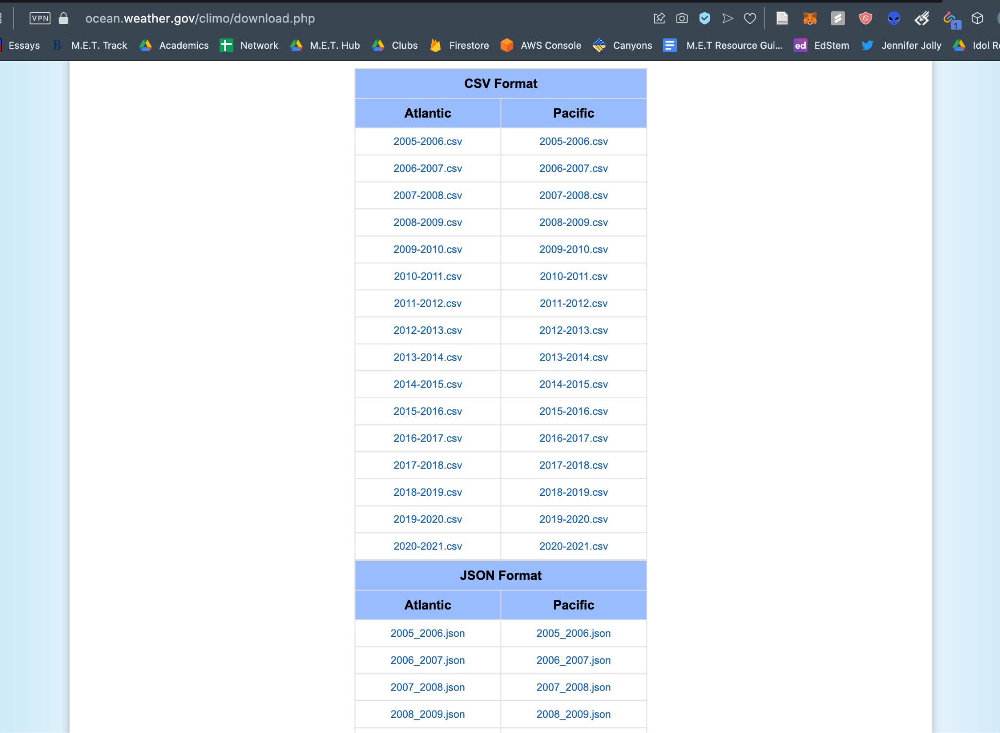 VPN ocean.weather.gov/climo/download.php 1
Essays B M.E.T. Track Academics Network M.E.T. Hub Clubs Firestore AWS Console Canyons M.E.T Resource Gui... ed EdStem Jennifer Jolly Idol
CSV Format
Atlantic Pacific
2005-2006.csv 2005-2006.csv
2006-2007.csv 2006-2007.csv
2007-2008.csv 2007-2008.csv
2008-2009.csv 2008-2009.csv
2009-2010.csv 2009-2010.csv
2010-2011.csv 2010-2011.csv
2011-2012.csv 2011-2012.csv
2012-2013.csv 2012-2013.csv
2013-2014.csv 2013-2014.csv
2014-2015.csv 2014-2015.csv
2015-2016.csv 2015-2016.csv
2016-2017.csv 2016-2017.csv
2017-2018.csv 2017-2018.csv
2018-2019.csv 2018-2019.csv
2019-2020.csv 2019-2020.csv
2020-2021.csv 2020-2021.csv
JSON Format
Atlantic Pacific
2005_2006.json 2005_2006.json
2006_2007.json 2006_2007.json
2007_2008.json 2007_2008.json
2008_2009.json 2008_2009.json